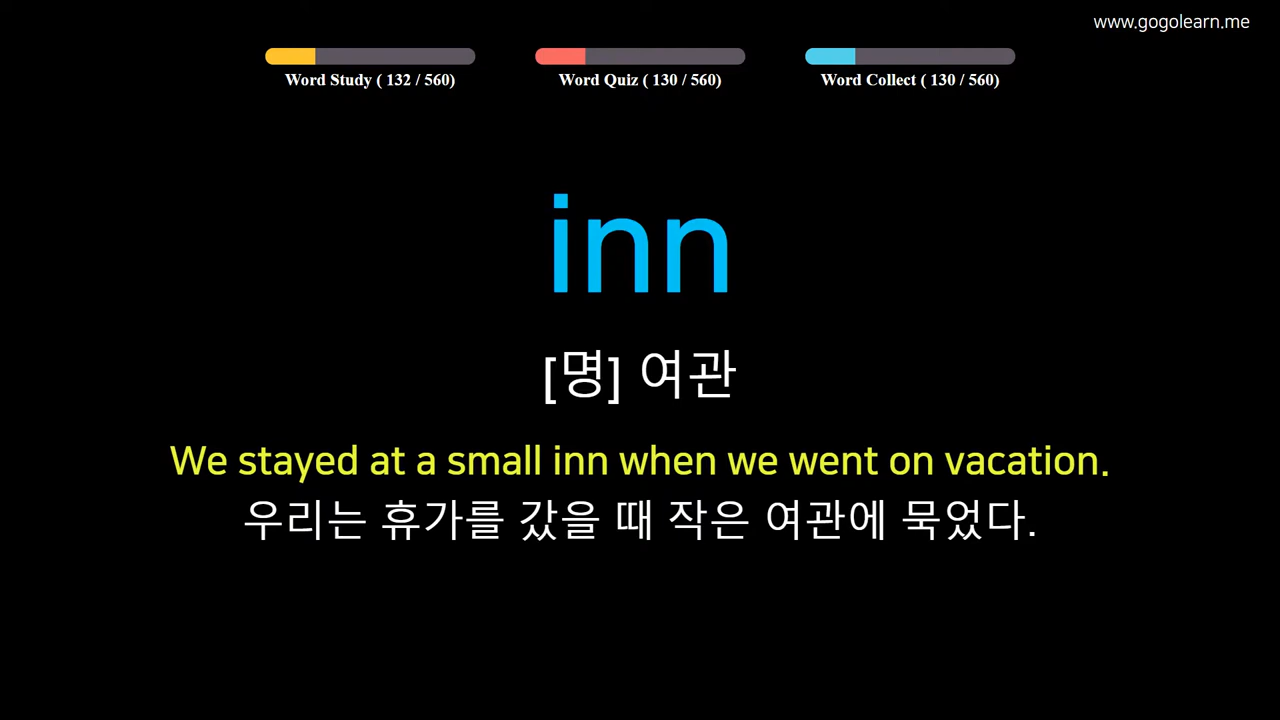 www.gogolearn.me
Word Study ( 132 / 560)
Word Quiz ( 130 / 560)
Word Collect ( 130 / 560)
inn
[명] 여관
We stayed at a small inn when we went on vacation.
우리는 휴가를 갔을 때 작은 여관에 묵었다.